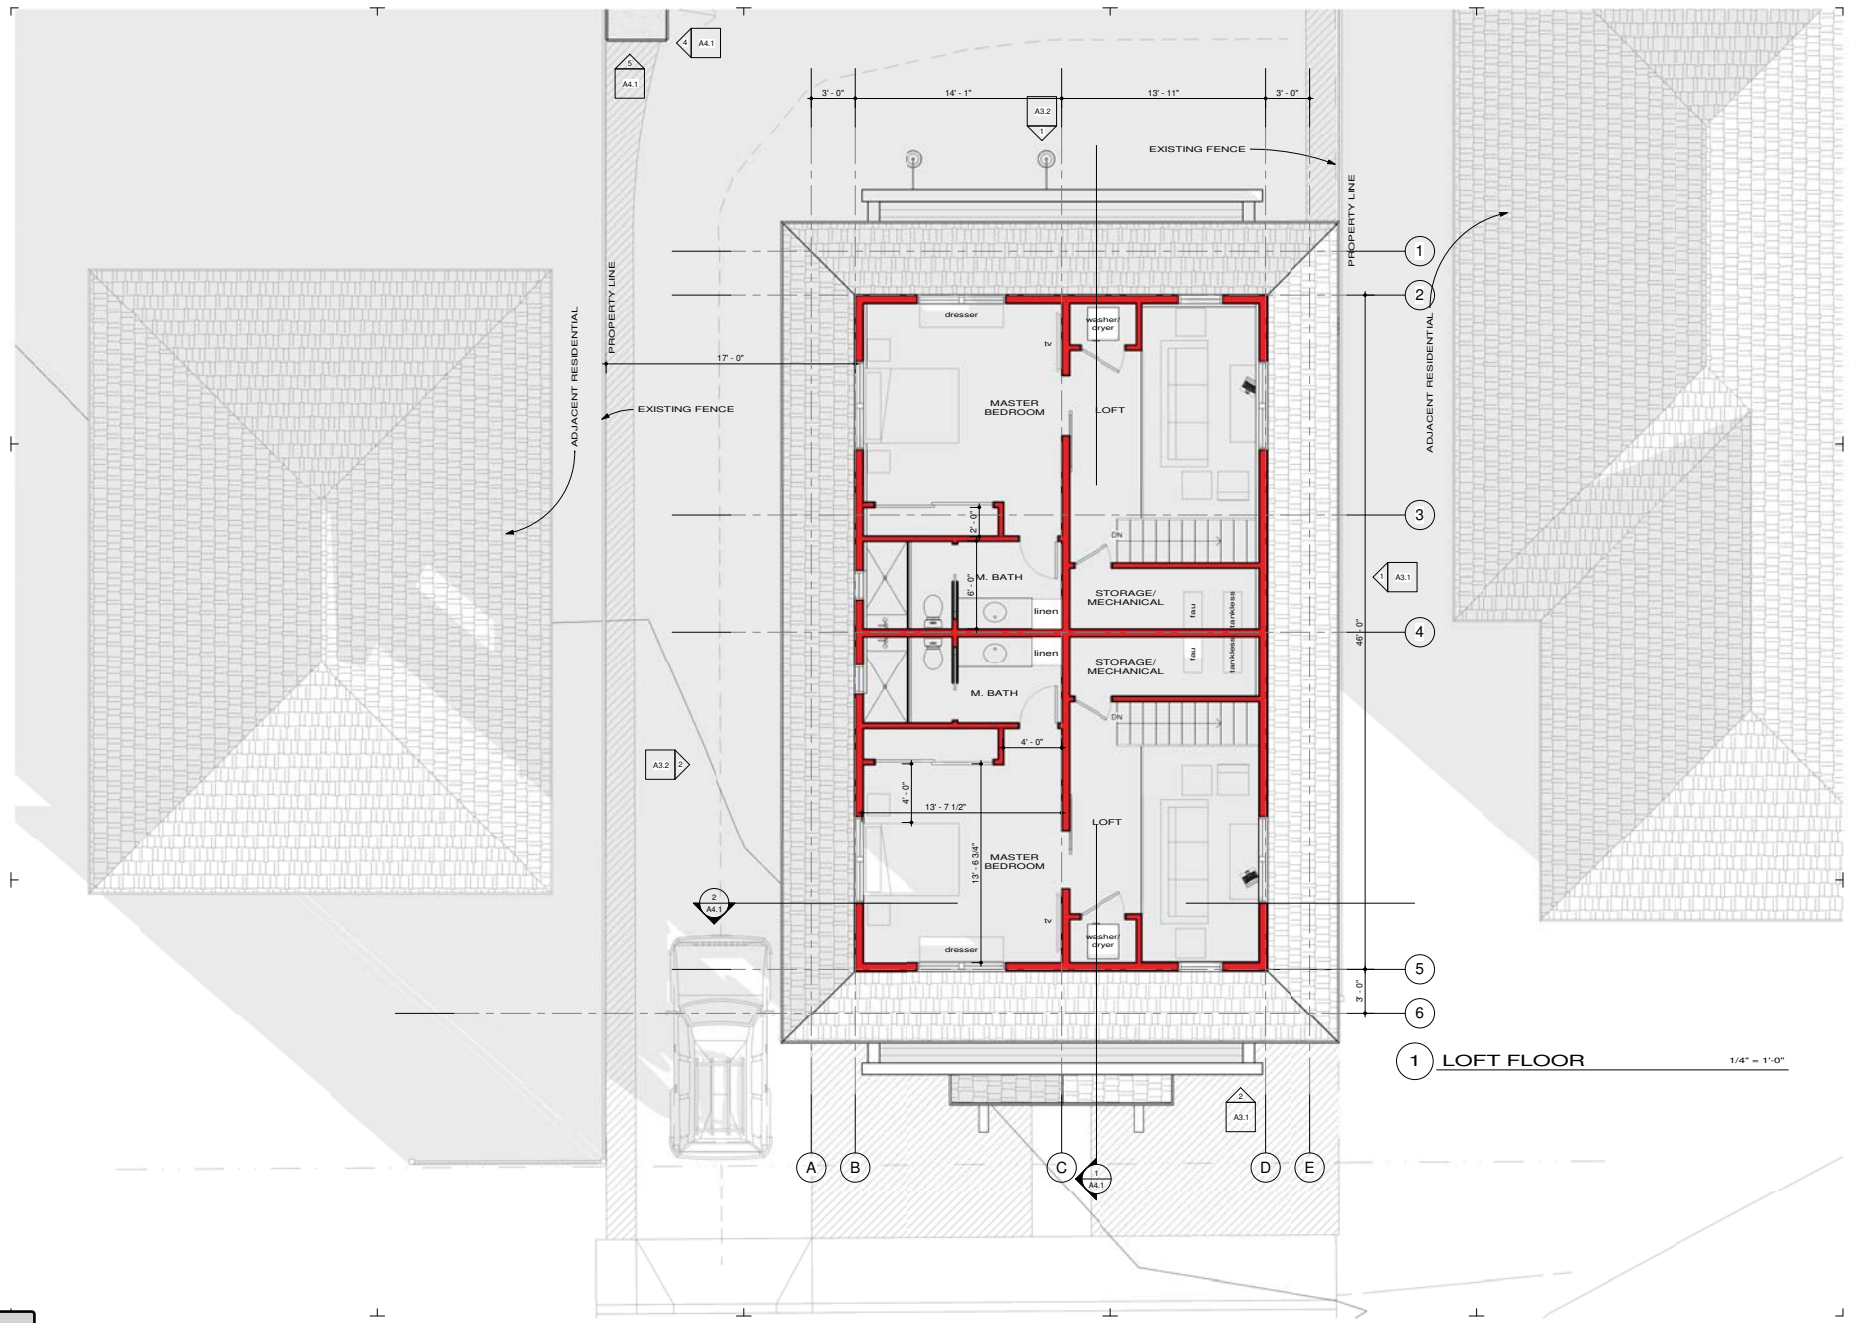 4
A4.1
5
A4.1
3' - 0"
14' - 1"
13' - 11"
3' - 0"
A3.2
1
EXISTING FENCE
PROPERTY LINE
1
2
PROPERTY LINE
ADJACENT RESIDENTIAL
ADJACENT RESIDENTIAL
17' - 0"
EXISTING FENCE
dresser
washer/
dryer
tv
MASTER
BEDROOM
LOFT
3
2' - 0"
DN
M. BATH
6' - 0"
STORAGE/
MECHANICAL
fau
tankless
linen
1
A3.1
4
46' - 0"
linen
STORAGE/
MECHANICAL
fau
tankless
M. BATH
DN
4' - 0"
A3.2
2
4' - 0"
13' - 7 1/2"
LOFT
13' - 6 3/4"
MASTER
BEDROOM
2
A4.1
tv
washer/
dryer
dresser
5
3' - 0"
6
1
LOFT FLOOR
1/4" = 1'-0"
2
A3.1
A
B
C
D
E
1
A4.1